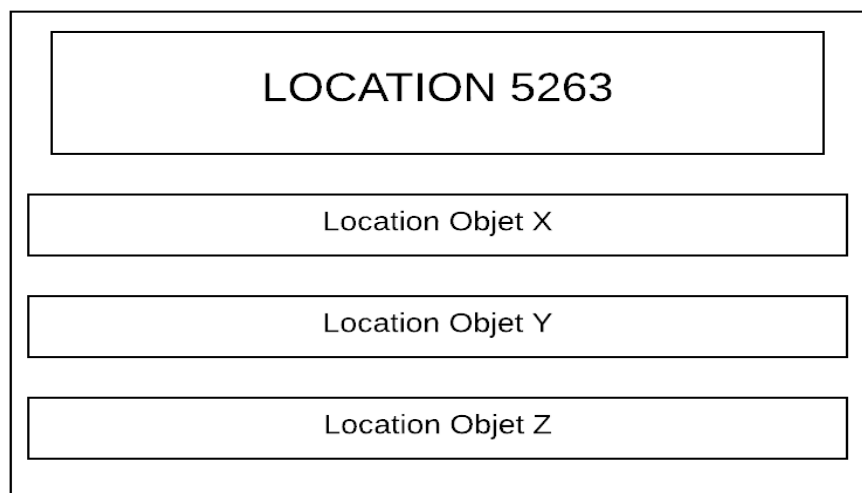 LOCATION 5263
Location Objet X
Location Objet Y
Location Objet Z